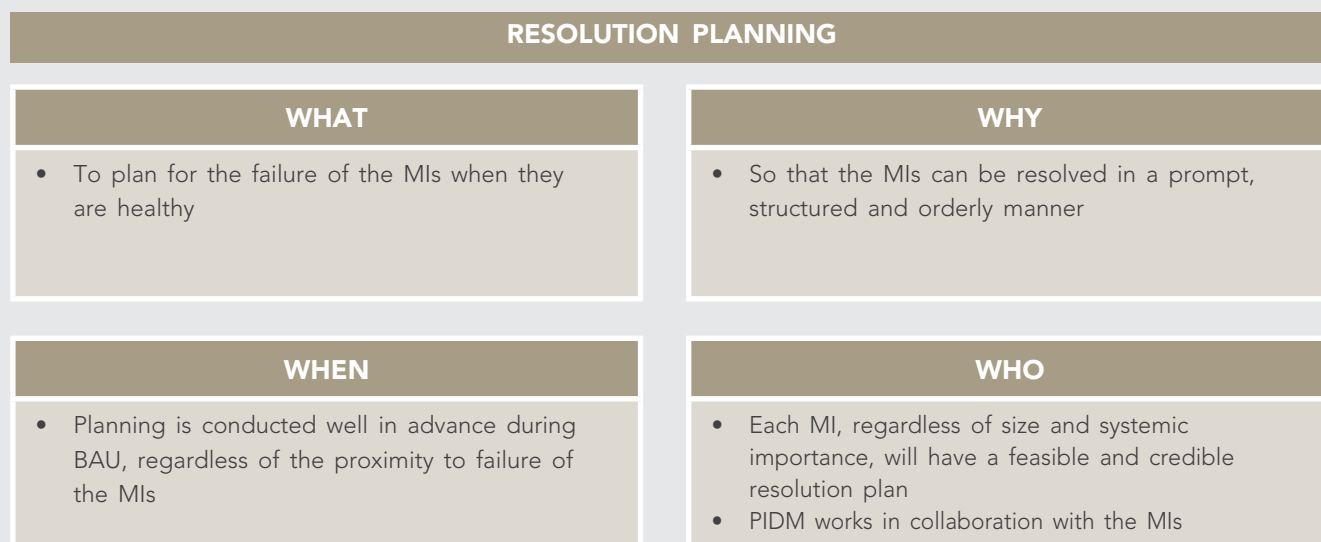 RESOLUTION PLANNING
WHAT
• To plan for the failure of the MIs when they
are healthy
WHY
• So that the MIs can be resolved in a prompt,
structured and orderly manner
WHEN
• Planning is conducted well in advance during
BAU, regardless of the proximity to failure of
the MIs
WHO
• Each MI, regardless of size and systemic
importance, will have a feasible and credible
resolution plan
• PIDM works in collaboration with the MIs